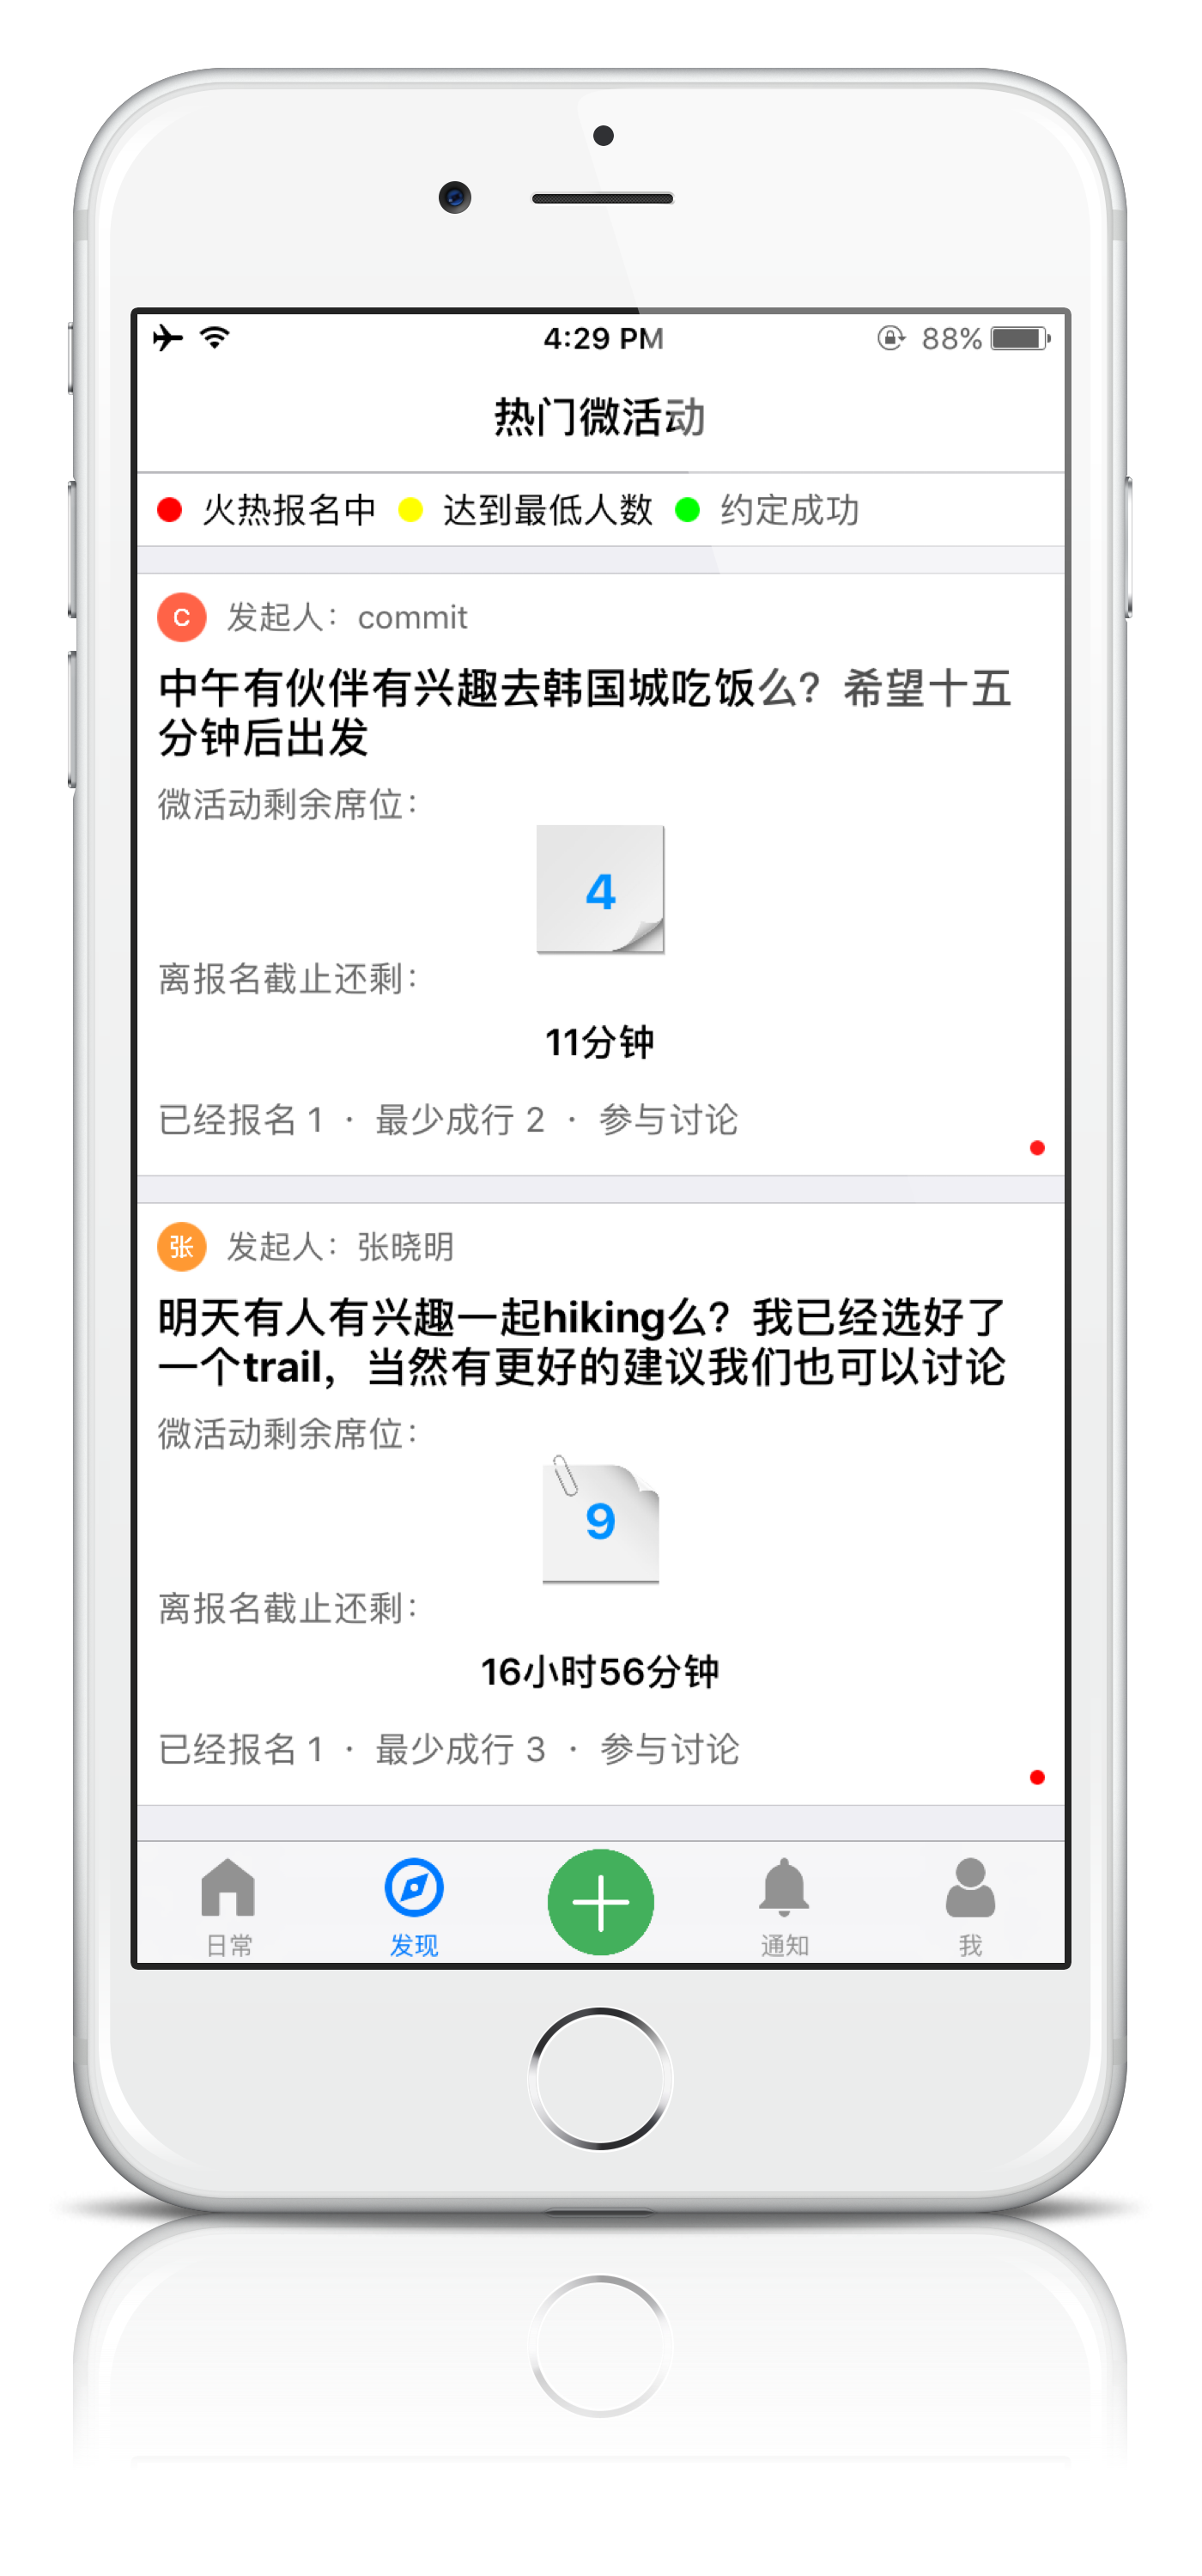 4:29 PM 88%
热门微活动
火热报名中 达到最低人数 约定成功
C 发起人：commit
中午有伙伴有兴趣去韩国城吃饭么？希望十五
分钟后出发
微活动剩余席位：
4
离报名截止还剩：
11分钟
已经报名 1 · 最少成行 2 · 参与讨论
张 发起人：张晓明
明天有人有兴趣一起hiking么？我已经选好了
一个trail，当然有更好的建议我们也可以讨论
微活动剩余席位：
9
离报名截止还剩：
16小时56分钟
已经报名 1 · 最少成行 3 · 参与讨论
日常 发现 通知 我